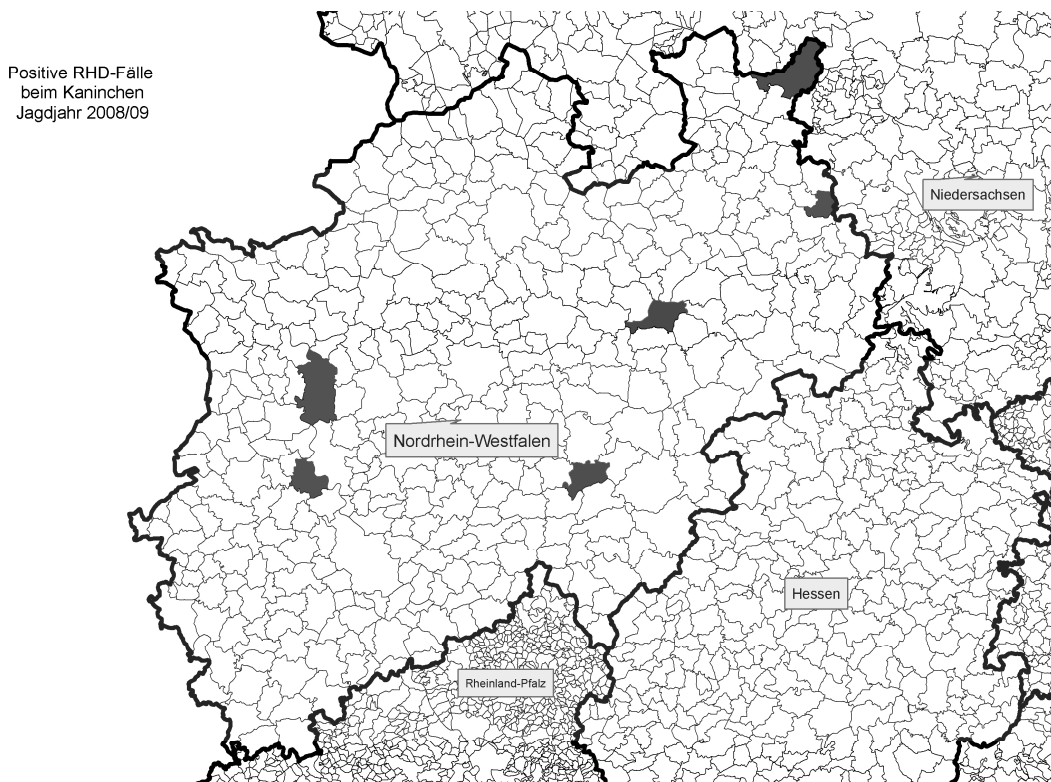 Positive RHD-Fälle
beim Kaninchen
Jagdjahr 2008/09
Niedersachsen
Nordrhein-Westfalen
Hessen
Rheinland-Pfalz